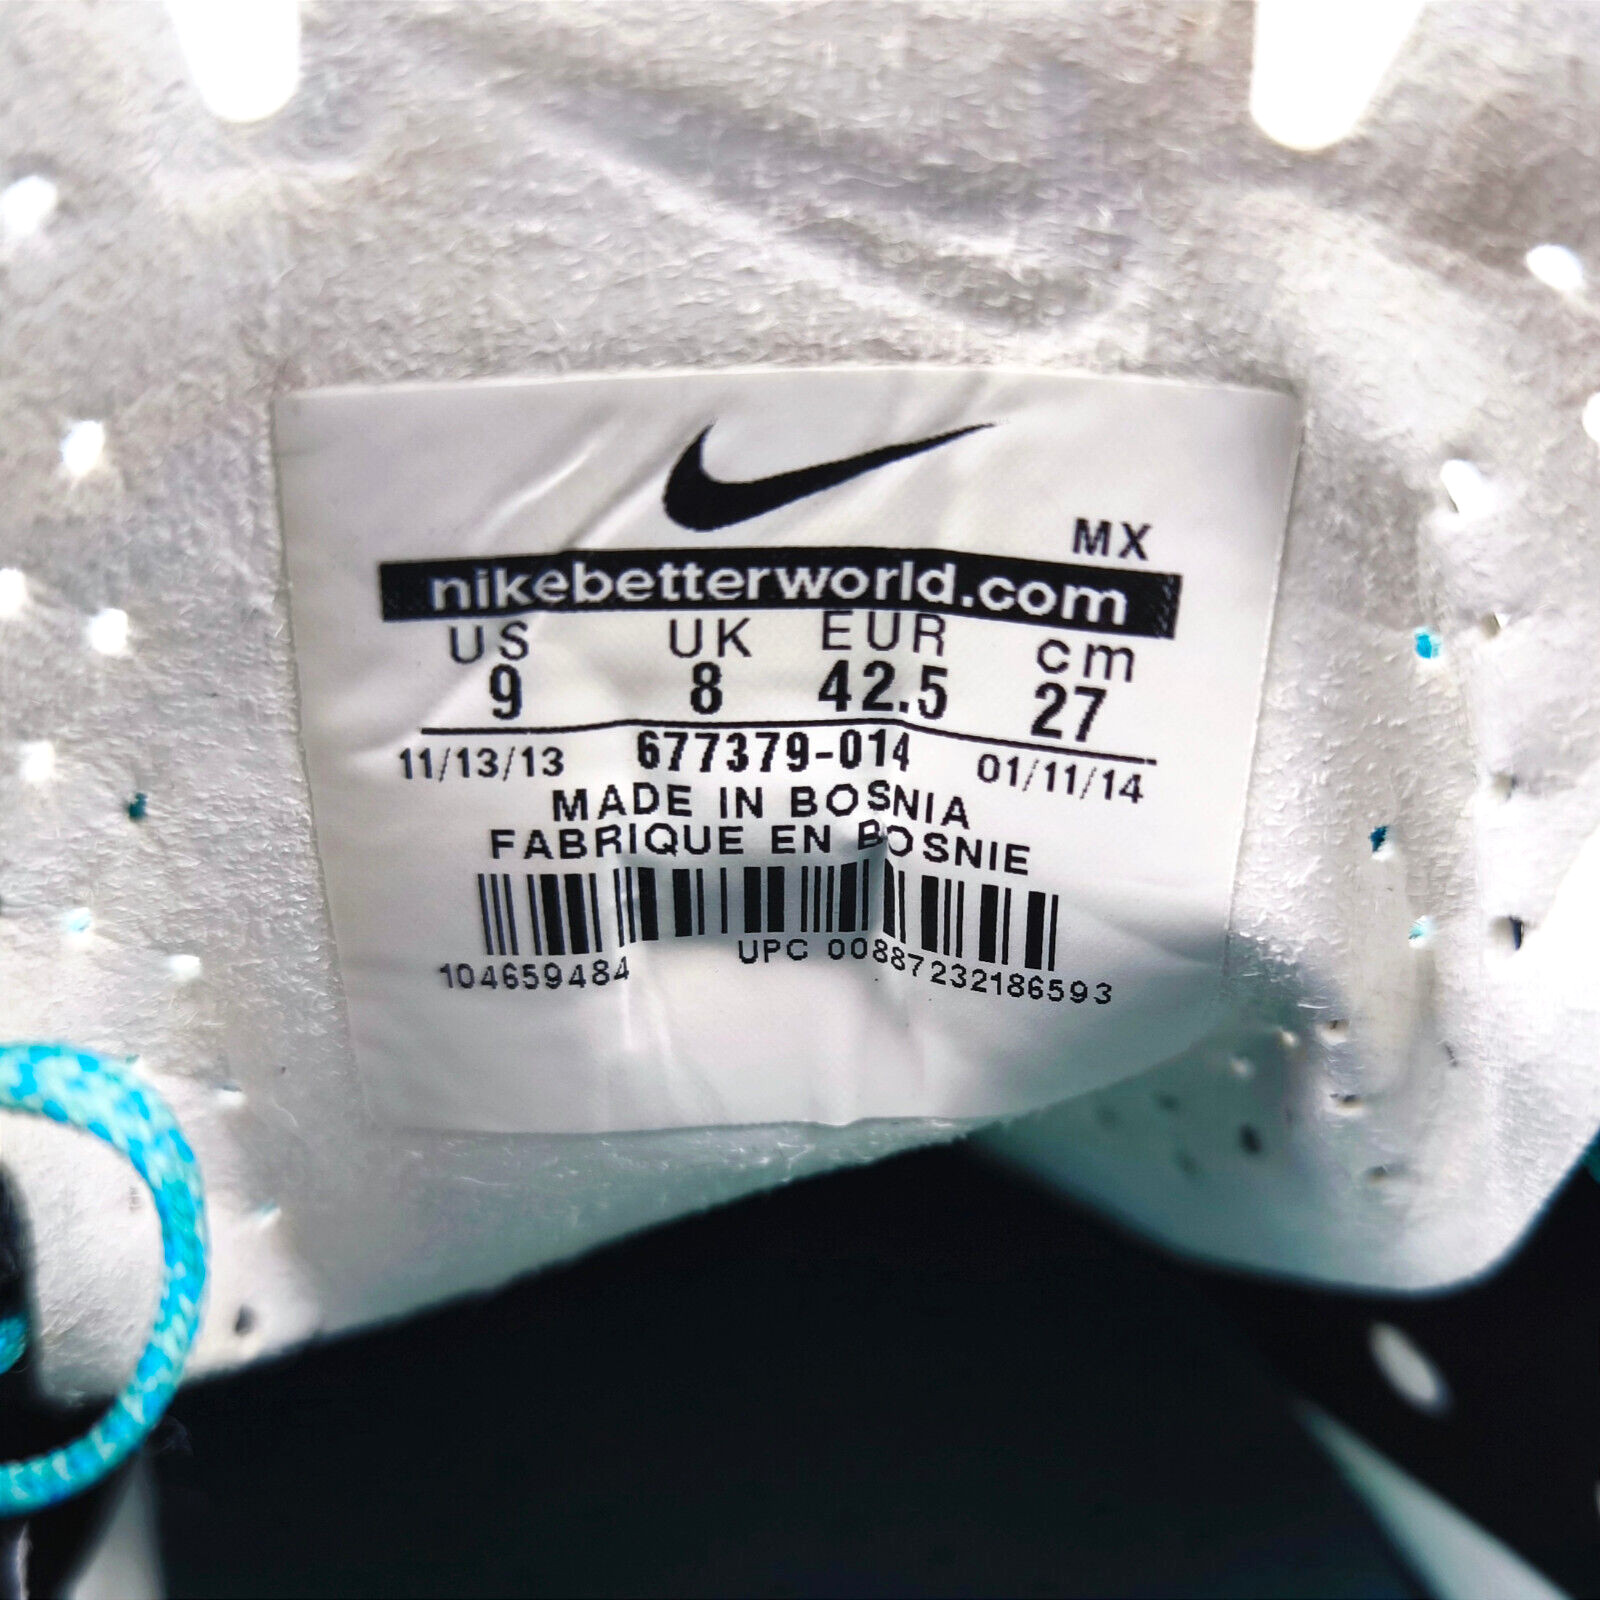 MX
nikebetterworld.com
US UK EUR cm
9 8 42.5 27
11/13/13 677379-014 01/11/14
MADE IN BOSNIA
FABRIQUE EN BOSNIE
104659484 UPC 00887232186593